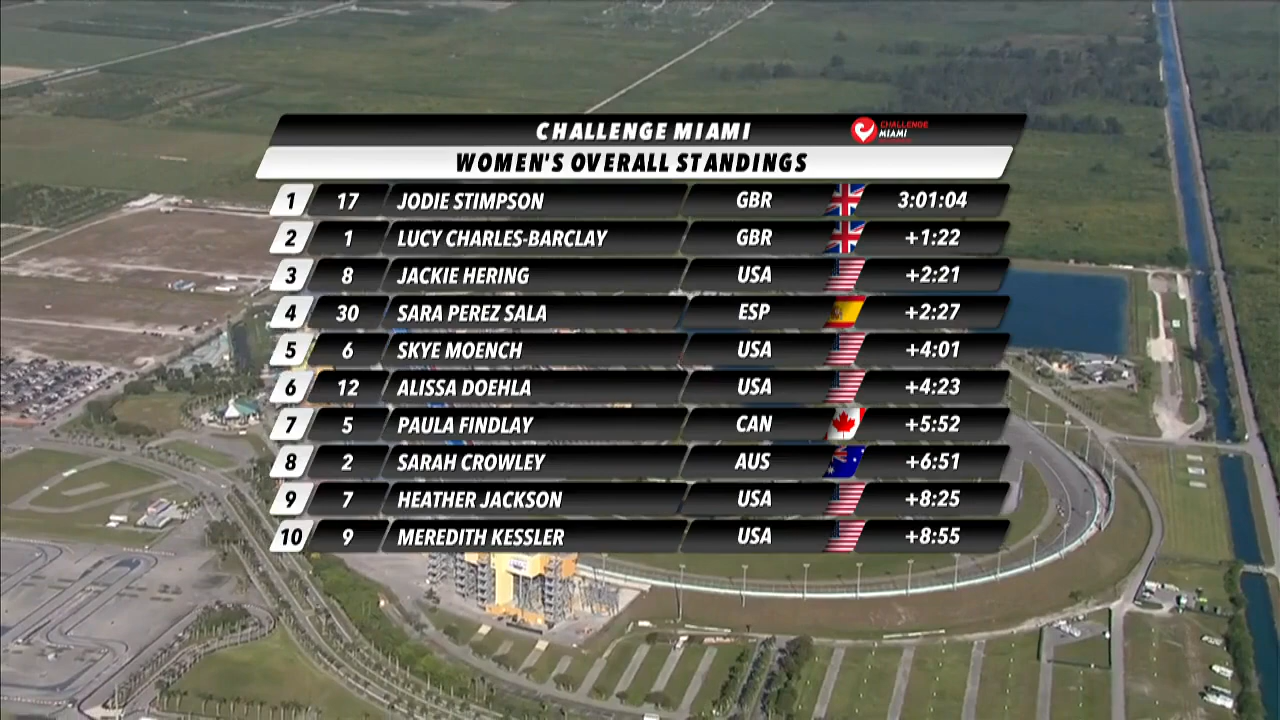 CHALLENGE MIAMI
CHALLENGE
MIAMI
WOMEN'S OVERALL STANDINGS
1 17 JODIE STIMPSON GBR 3:01:04
2 1 LUCY CHARLES-BARCLAY GBR +1:22
3 8 JACKIE HERING USA +2:21
4 30 SARA PEREZ SALA ESP +2:27
5 6 SKYE MOENCH USA +4:01
6 12 ALISSA DOEHLA USA +4:23
7 5 PAULA FINDLAY CAN +5:52
8 2 SARAH CROWLEY AUS +6:51
9 7 HEATHER JACKSON USA +8:25
10 9 MEREDITH KESSLER USA +8:55